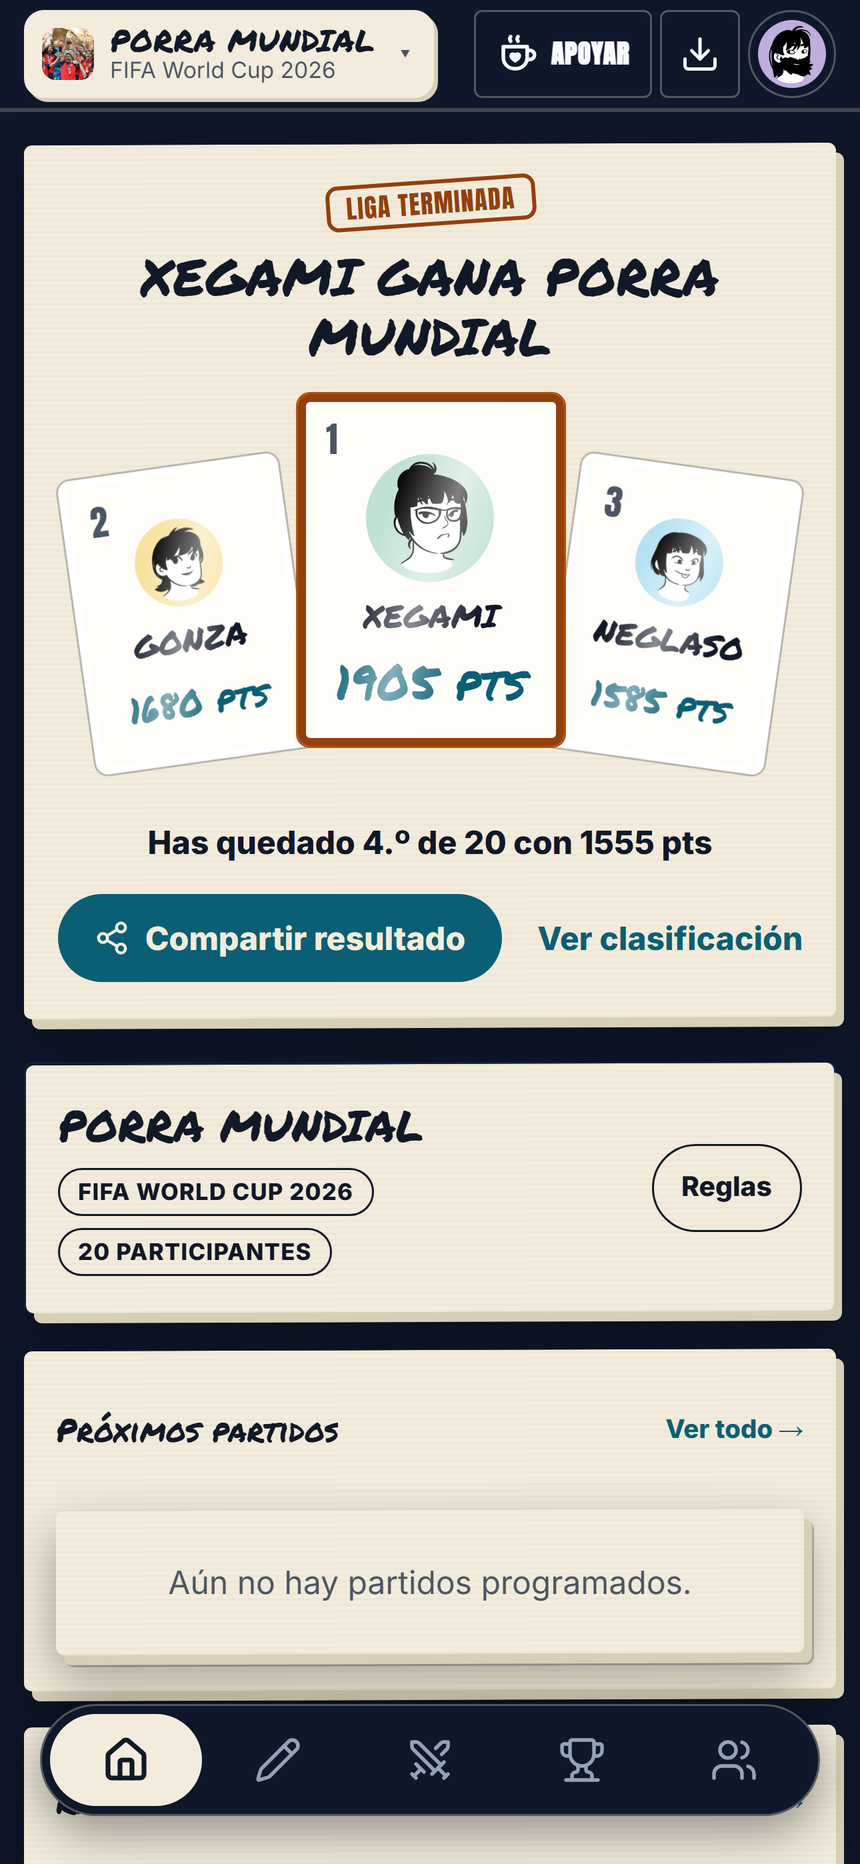 PORRA MUNDIAL
FIFA World Cup 2026
APOYAR
LIGA TERMINADA
XEGAMI GANA PORRA
MUNDIAL
1
XEGAMI
1905 PTS
2
GONZA
1680 PTS
3
NEGLASO
1585 PTS
Has quedado 4.º de 20 con 1555 pts
Compartir resultado
Ver clasificación
PORRA MUNDIAL
FIFA WORLD CUP 2026
20 PARTICIPANTES
Reglas
PRÓXIMOS PARTIDOS
Ver todo →
Aún no hay partidos programados.